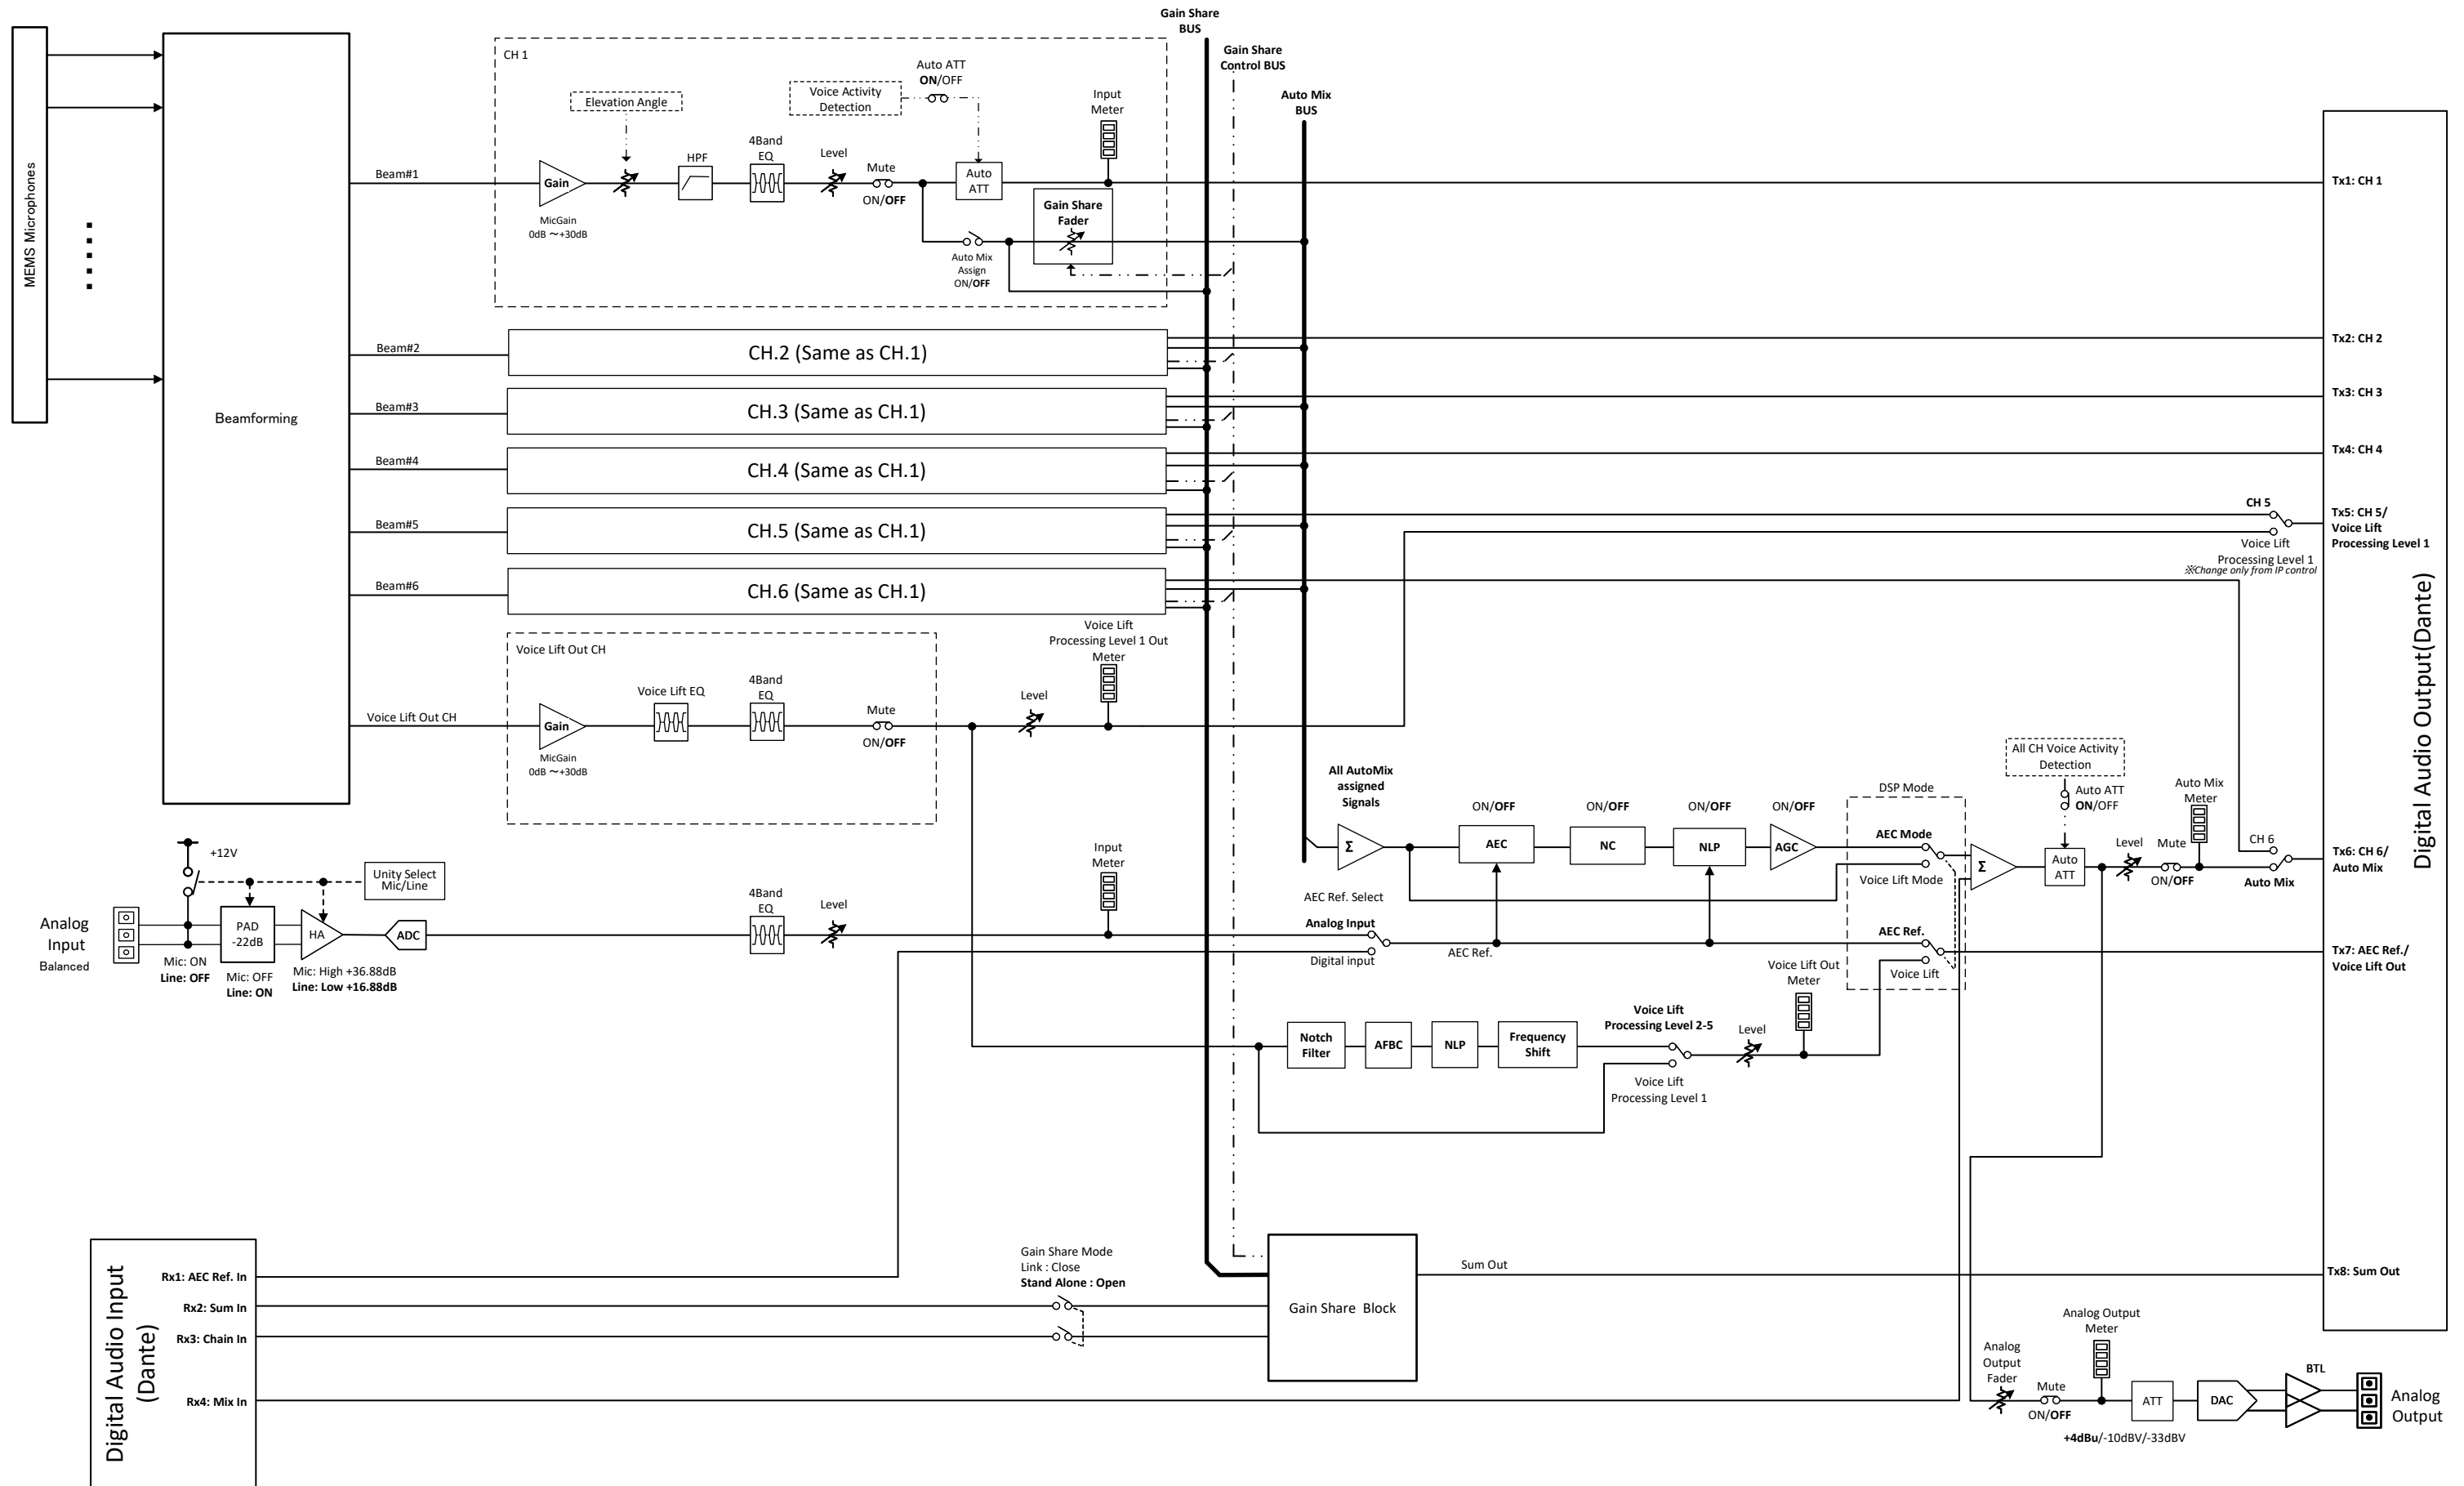 Gain Share
BUS
Gain Share
Control BUS
Auto Mix
BUS
MEMS Microphones
Beamforming
CH 1
Elevation Angle
Voice Activity
Detection
Auto ATT
ON/OFF
Input
Meter
Beam#1
Gain
MicGain
0dB ～+30dB
HPF
4Band
EQ
Level
Mute
ON/OFF
Auto
ATT
Gain Share
Fader
Auto Mix
Assign
ON/OFF
Tx1: CH 1
Beam#2
CH.2 (Same as CH.1)
Tx2: CH 2
Beam#3
CH.3 (Same as CH.1)
Tx3: CH 3
Beam#4
CH.4 (Same as CH.1)
Tx4: CH 4
Beam#5
CH.5 (Same as CH.1)
CH 5
Voice Lift
Processing Level 1
※Change only from IP control
Tx5: CH 5/
Voice Lift
Processing Level 1
Beam#6
CH.6 (Same as CH.1)
Digital Audio Output(Dante)
Voice Lift Out CH
Voice Lift Out CH
Gain
MicGain
0dB ～+30dB
Voice Lift EQ
4Band
EQ
Mute
ON/OFF
Level
Voice Lift
Processing Level 1 Out
Meter
All AutoMix
assigned
Signals
Σ
ON/OFF
AEC
ON/OFF
NC
ON/OFF
NLP
ON/OFF
AGC
DSP Mode
AEC Mode
Voice Lift Mode
AEC Ref.
Voice Lift
Σ
All CH Voice Activity
Detection
Auto ATT
ON/OFF
Auto
ATT
Level
Mute
ON/OFF
Auto Mix
Meter
CH 6
Auto Mix
Tx6: CH 6/
Auto Mix
+12V
Unity Select
Mic/Line
Analog
Input
Balanced
Mic: ON
Line: OFF
PAD
-22dB
Mic: OFF
Line: ON
HA
Mic: High +36.88dB
Line: Low +16.88dB
ADC
4Band
EQ
Level
Input
Meter
AEC Ref. Select
Analog Input
Digital input
AEC Ref.
Tx7: AEC Ref./
Voice Lift Out
Notch
Filter
AFBC
NLP
Frequency
Shift
Voice Lift
Processing Level 2-5
Voice Lift
Processing Level 1
Level
Voice Lift Out
Meter
Digital Audio Input
(Dante)
Rx1: AEC Ref. In
Rx2: Sum In
Rx3: Chain In
Rx4: Mix In
Gain Share Mode
Link : Close
Stand Alone : Open
Gain Share Block
Sum Out
Tx8: Sum Out
Analog
Output
Fader
Mute
ON/OFF
Analog Output
Meter
ATT
+4dBu/-10dBV/-33dBV
DAC
BTL
Analog
Output